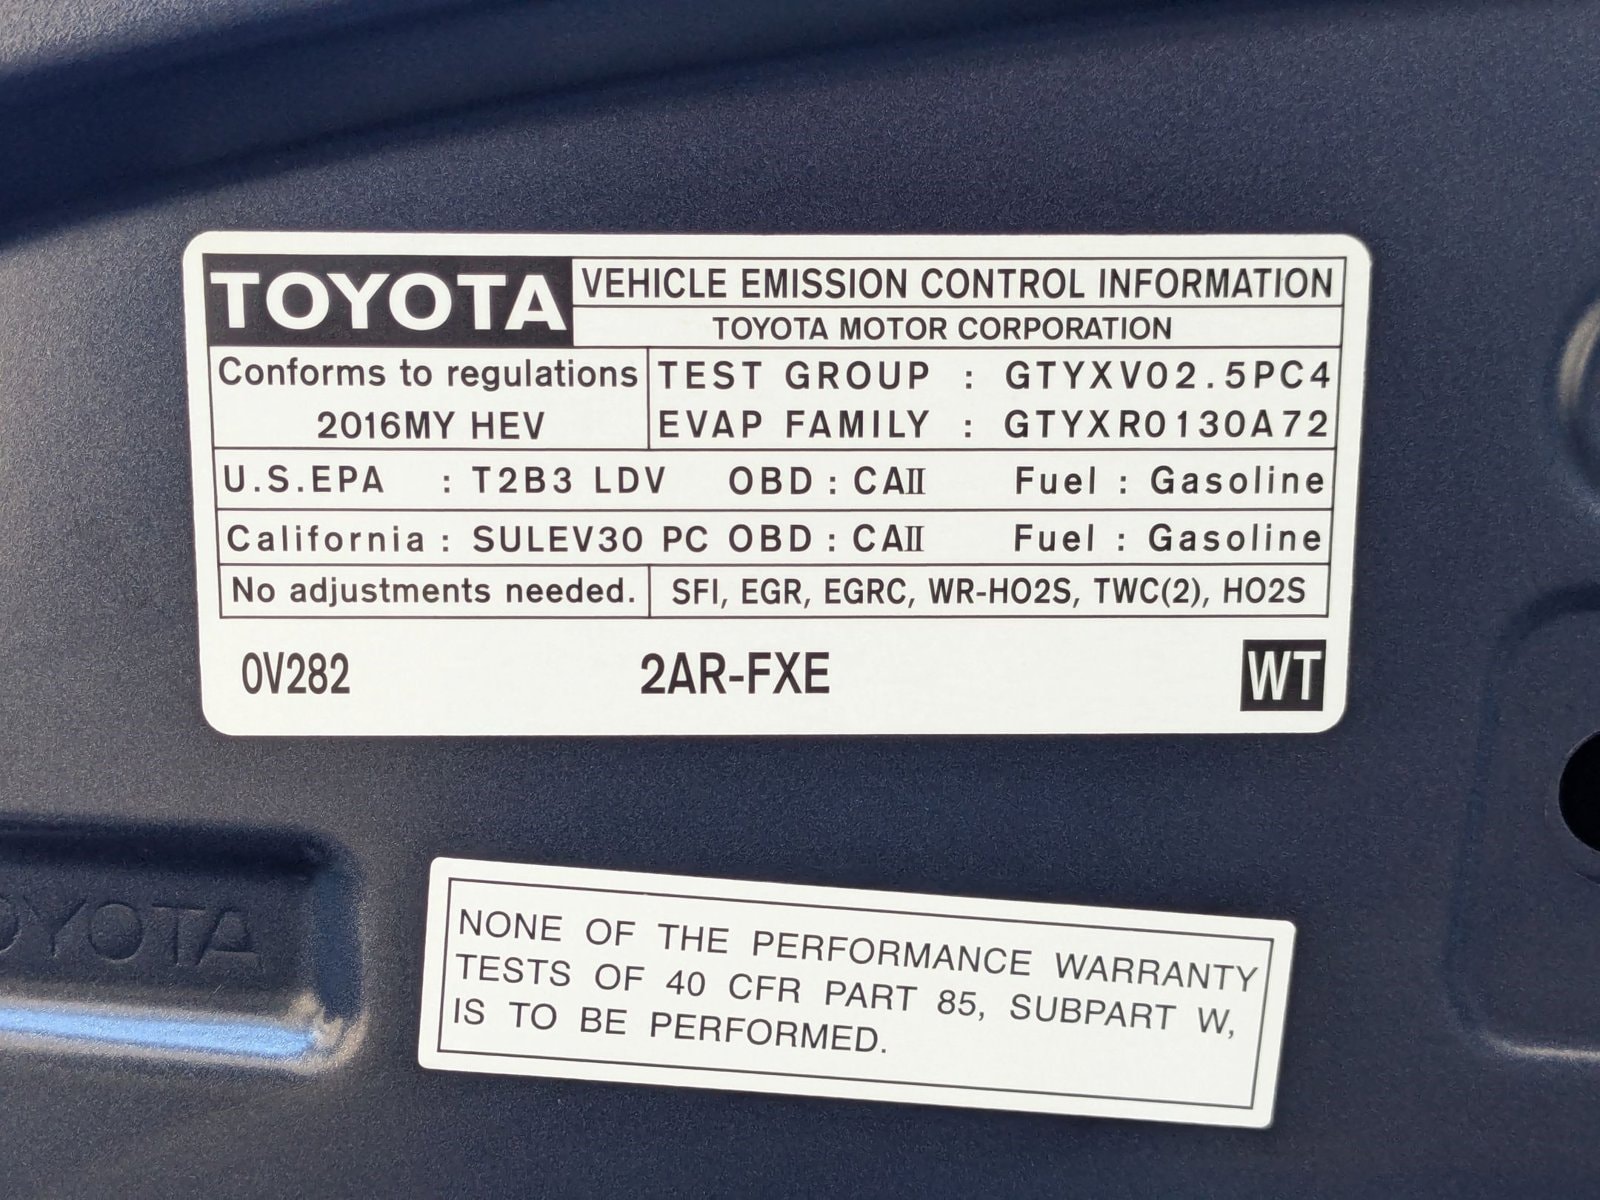 TOYOTA VEHICLE EMISSION CONTROL INFORMATION
TOYOTA MOTOR CORPORATION
Conforms to regulations TEST GROUP : GTYXV02.5PC4
2016MY HEV EVAP FAMILY : GTYXR0130A72
U.S.EPA : T2B3 LDV OBD : CAⅡ Fuel : Gasoline
California : SULEV30 PC OBD : CAⅡ Fuel : Gasoline
No adjustments needed. SFI, EGR, EGRC, WR-HO2S, TWC(2), HO2S
0V282 2AR-FXE WT
TOYOTA
NONE OF THE PERFORMANCE WARRANTY
TESTS OF 40 CFR PART 85, SUBPART W,
IS TO BE PERFORMED.